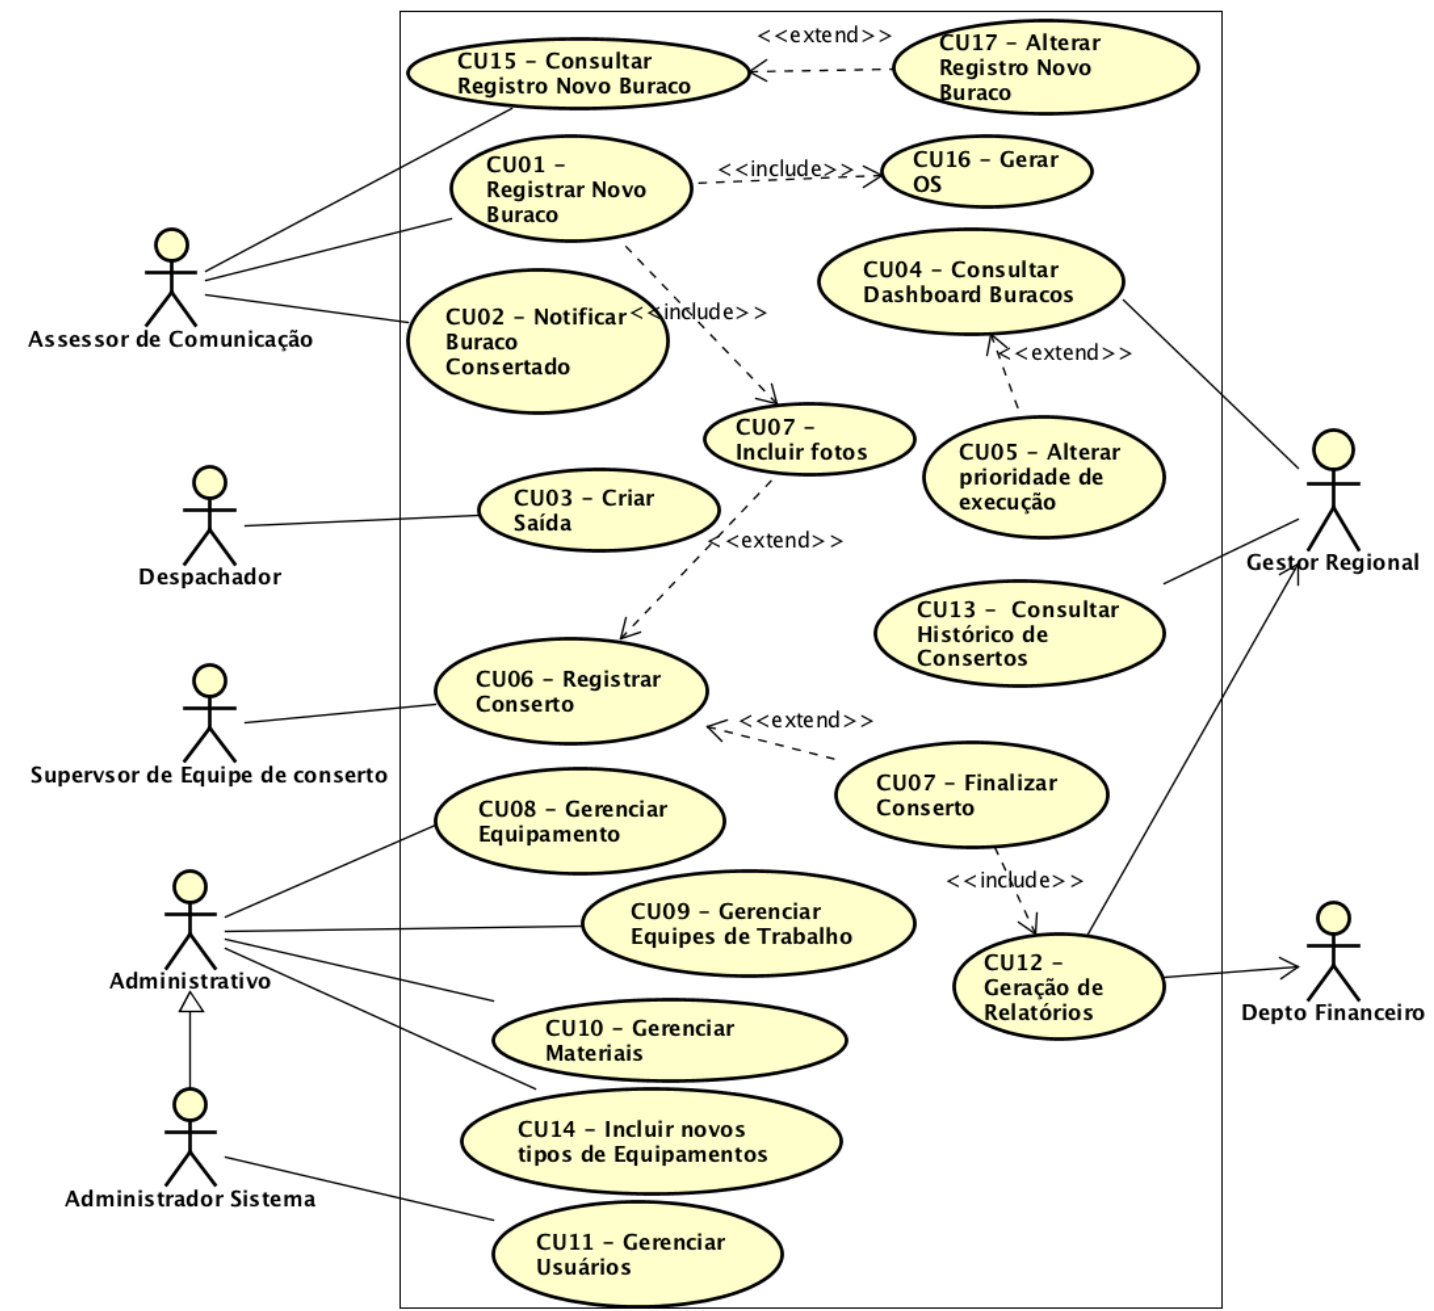 <<extend>>
CU15 – Consultar
Registro Novo Buraco
CU17 – Alterar
Registro Novo
Buraco
CU01 –
Registrar Novo
Buraco
<<include>>
CU16 – Gerar
OS
CU04 – Consultar
Dashboard Buracos
CU02 – Notificar
Buraco
Consertado
<<include>>
Assessor de Comunicação
<<extend>>
CU07 –
Incluir fotos
CU05 – Alterar
prioridade de
execução
CU03 – Criar
Saída
<<extend>>
Despachador
Gestor Regional
CU13 – Consultar
Histórico de
Consertos
CU06 – Registrar
Conserto
<<extend>>
Supervsor de Equipe de conserto
CU07 – Finalizar
Conserto
CU08 – Gerenciar
Equipamento
<<include>>
CU09 – Gerenciar
Equipes de Trabalho
Administrativo
CU12 –
Geração de
Relatórios
Depto Financeiro
CU10 – Gerenciar
Materiais
CU14 – Incluir novos
tipos de Equipamentos
Administrador Sistema
CU11 – Gerenciar
Usuários